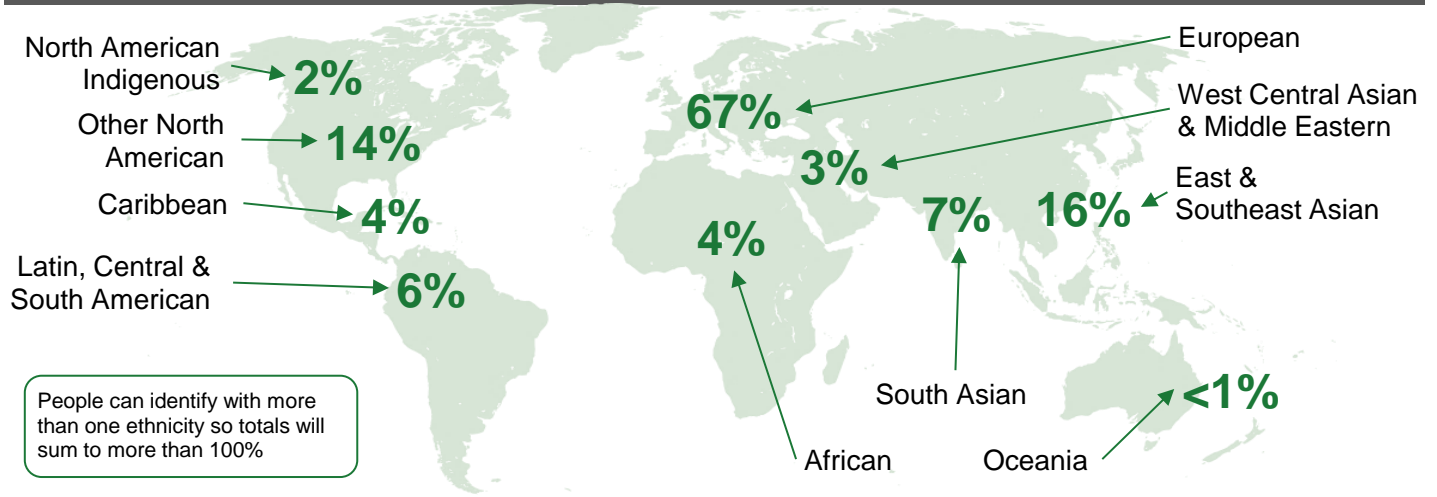 North American
Indigenous
2%
Other North
American
14%
Caribbean
4%
Latin, Central &
South American
6%
People can identify with more
than one ethnicity so totals will
sum to more than 100%
European
67%
West Central Asian
& Middle Eastern
3%
East &
Southeast Asian
16%
7%
South Asian
4%
African
<1%
Oceania